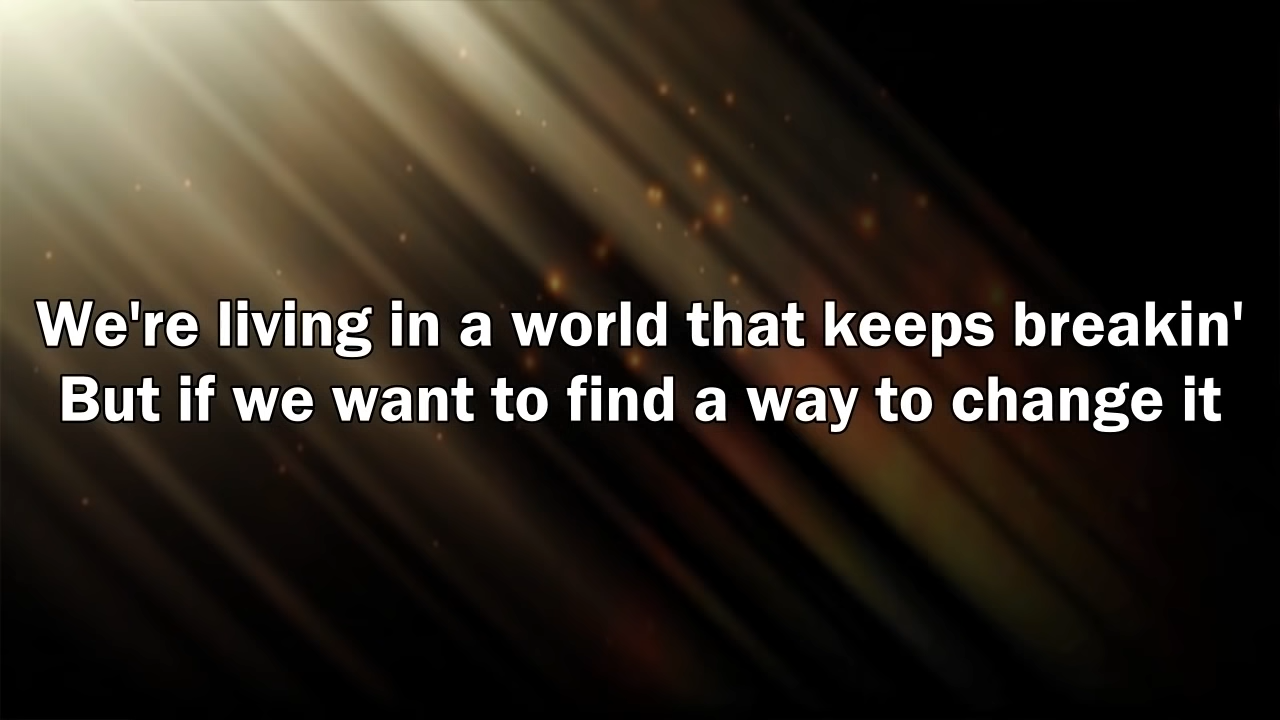 We're living in a world that keeps breakin'
But if we want to find a way to change it